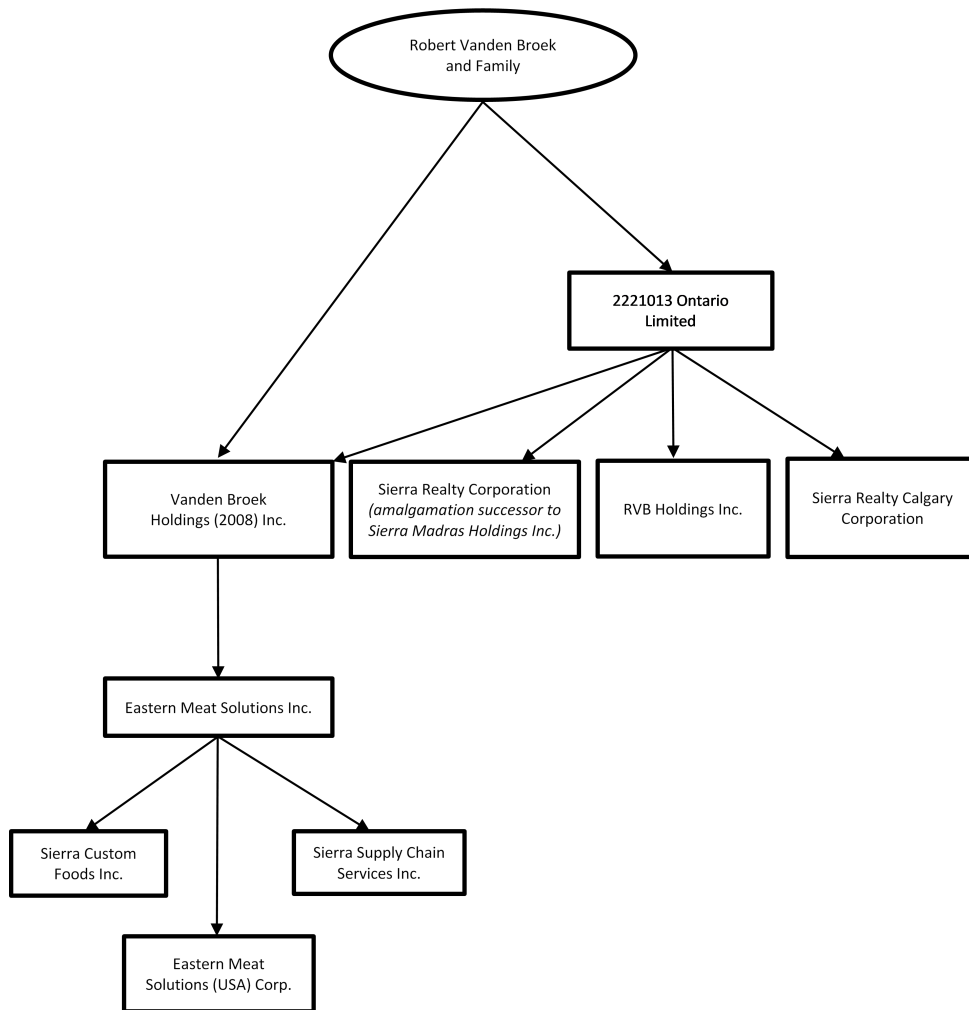 Robert Vanden Broek
and Family
2221013 Ontario
Limited
Vanden Broek
Holdings (2008) Inc.
Sierra Realty Corporation
(amalgamation successor to
Sierra Madras Holdings Inc.)
RVB Holdings Inc.
Sierra Realty Calgary
Corporation
Eastern Meat Solutions Inc.
Sierra Custom
Foods Inc.
Sierra Supply Chain
Services Inc.
Eastern Meat
Solutions (USA) Corp.